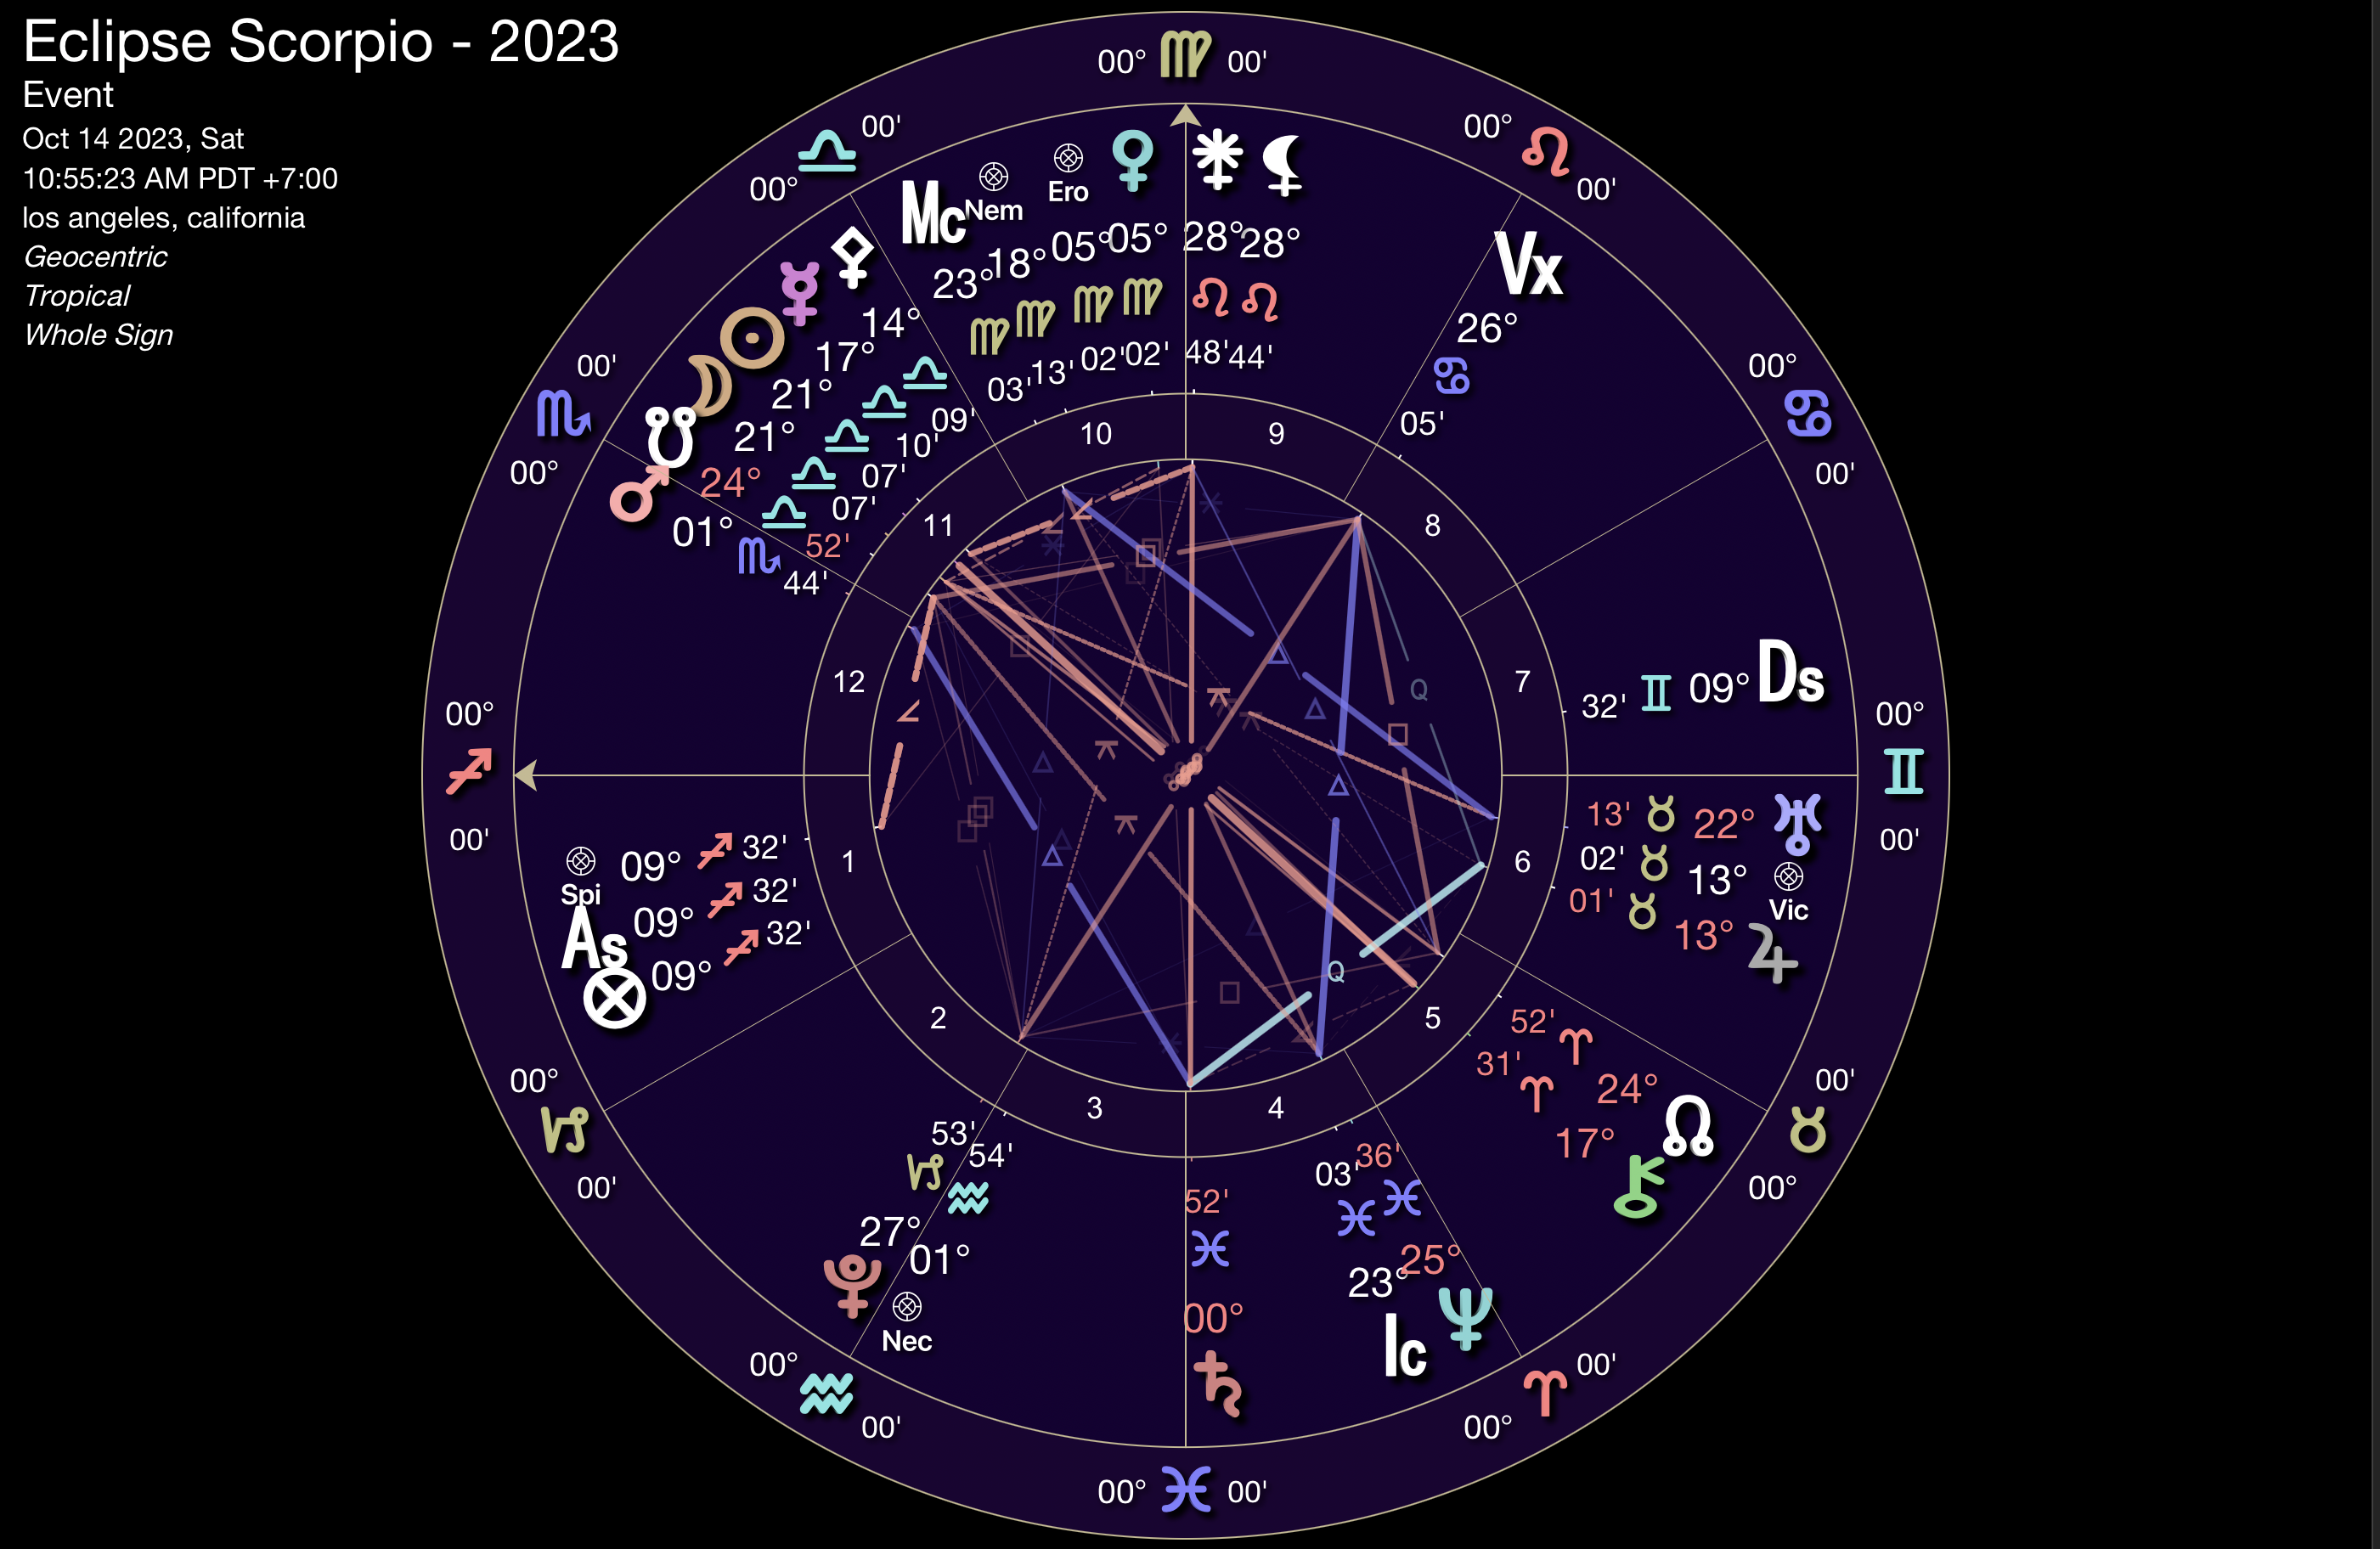 Eclipse Scorpio - 2023
Event
Oct 14 2023, Sat
10:55:23 AM PDT +7:00
los angeles, california
Geocentric
Tropical
Whole Sign
00° ♍ 00'
00° ♌ 00'
00° ♋ 00'
00° ♊ 00'
00° ♉ 00'
00° ♈ 00'
00° ♓ 00'
00° ♒ 00'
00° ♑ 00'
00° ♐ 00'
00° ♏ 00'
00° ♎ 00'
Mc 23° ♍ 03'
Nem 18° ♍ 13'
Ero 05° ♍ 02'
♀ 05° ♍ 02'
⚵ 28° ♌ 48'
⚸ 28° ♌ 44'
Vx 26° ♋ 05'
⚴ 14° ♎ 09'
☿ 17° ♎ 10'
☉ 21° ♎ 07'
☽ 21° ♎ 07'
☋ 24° ♎ 52'
♂ 01° ♏ 44'
32' ♊ 09° Ds
13' ♉ 22° ♅
02' ♉ 13° Vic
01' ♉ 13° ♃
Spi 09° ♐ 32'
As 09° ♐ 32'
⊗ 09° ♐ 32'
52' ♈ 24° ☊
31' ♈ 17° ⚷
53' ♑ 27° ♇
54' ♒ 01° Nec
52' ♓ 00° ♄
03' ♓ 23° Ic
36' ♓ 25° ♆
10
9
11
8
12
7
1
6
2
5
3
4
Q
Q